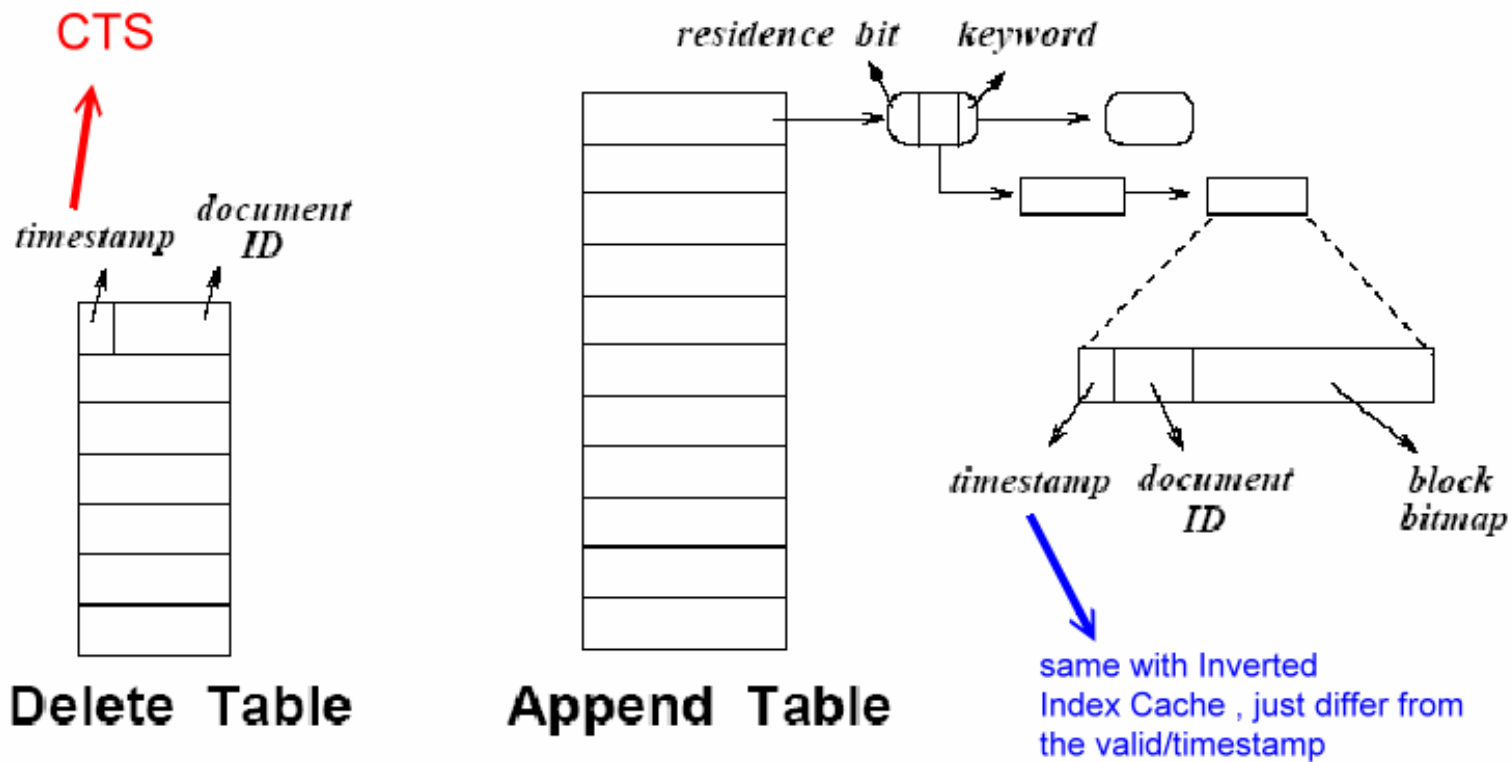 CTS
residence bit
keyword
timestamp
document
ID
timestamp
document
ID
block
bitmap
same with Inverted
Index Cache , just differ from
the valid/timestamp
Delete Table
Append Table